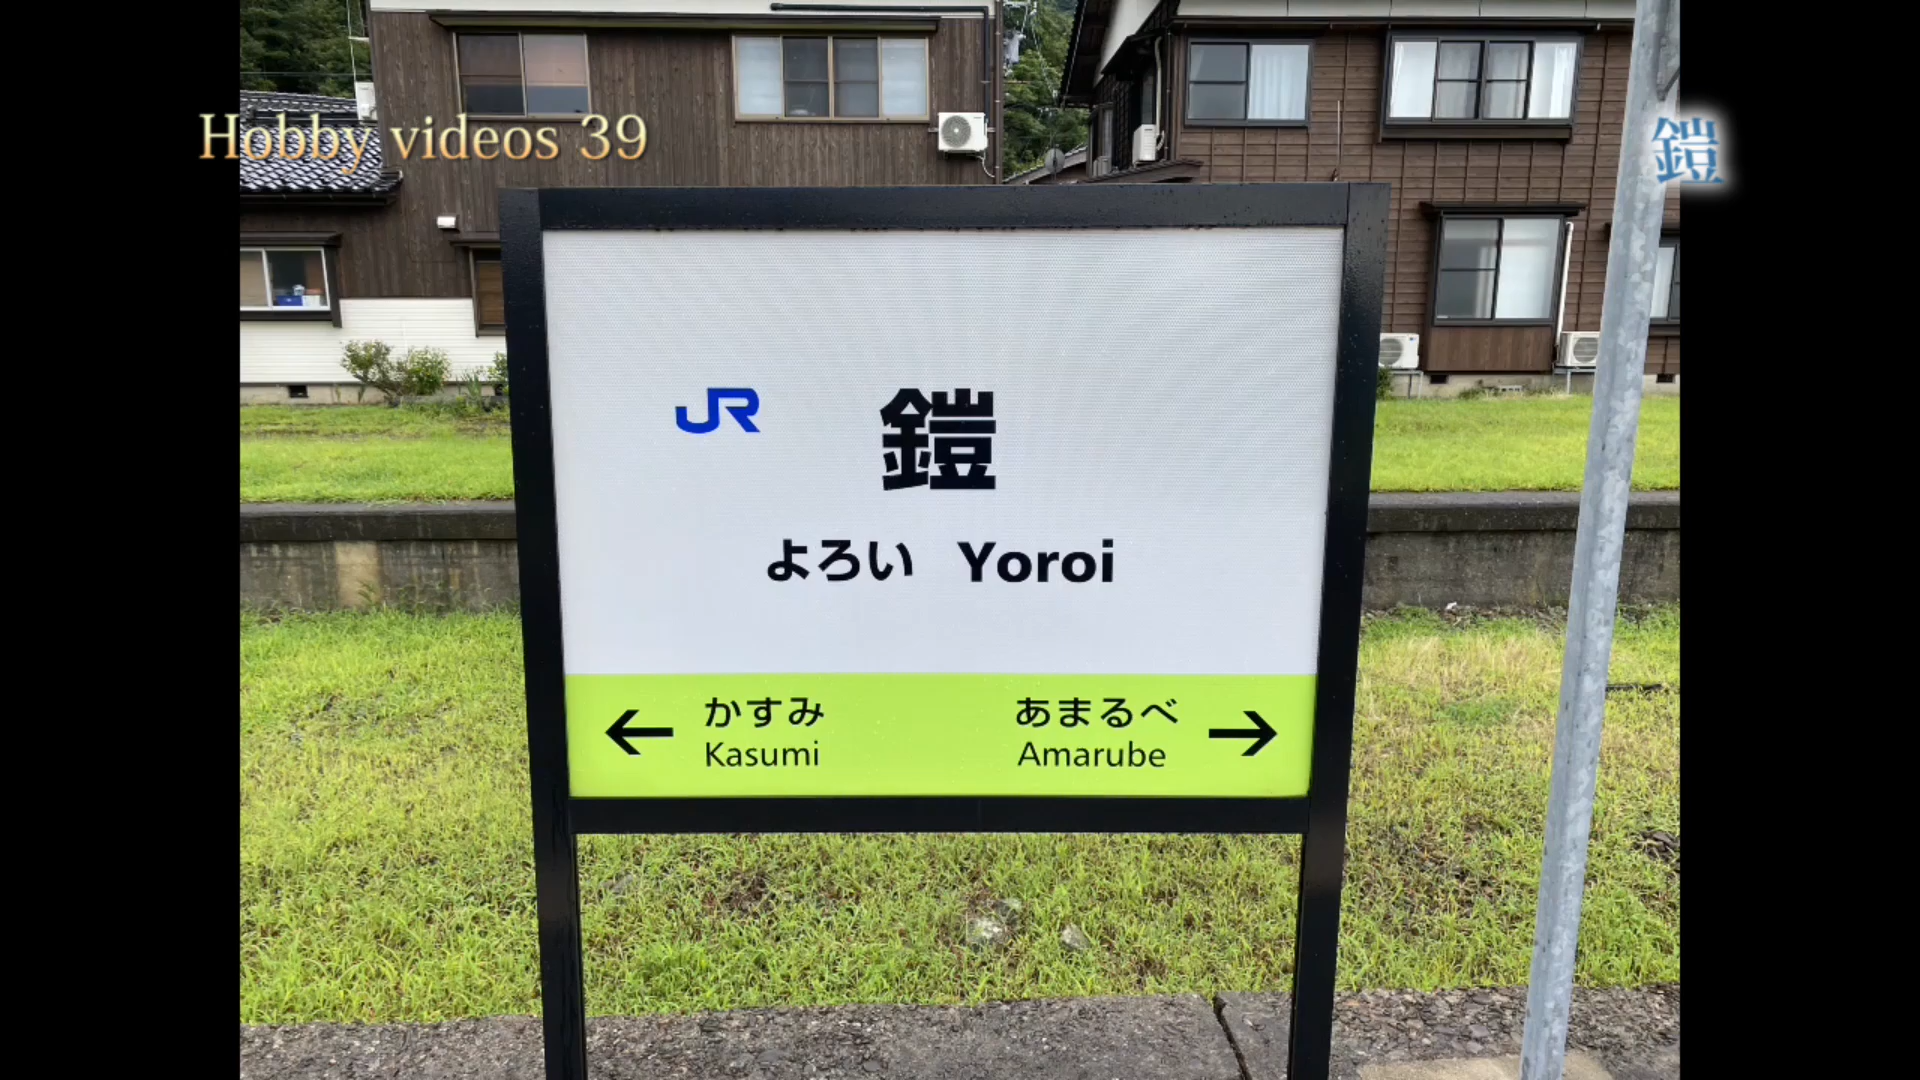 Hobby videos 39
鎧
JR 鎧
よろい Yoroi
← かすみ あまるべ →
Kasumi Amarube